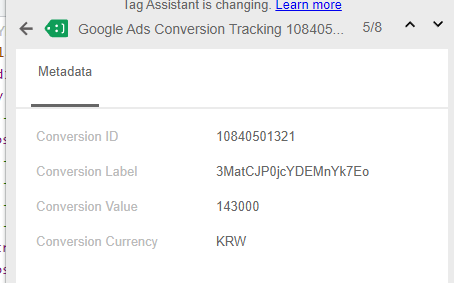 Tag Assistant is changing. Learn more
Google Ads Conversion Tracking 108405... 5/8
Metadata
Conversion ID 10840501321
Conversion Label 3MatCJP0jcYDEMnYk7Eo
Conversion Value 143000
Conversion Currency KRW